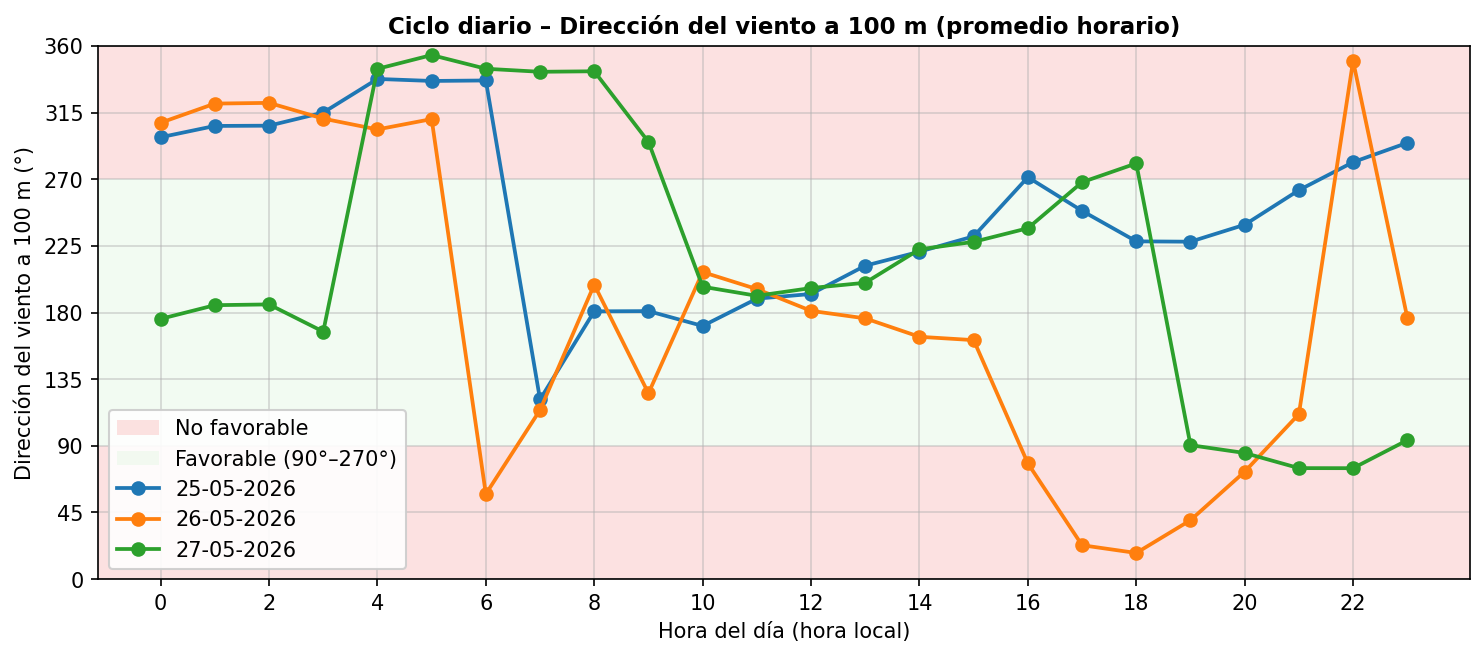 Ciclo diario – Dirección del viento a 100 m (promedio horario)
Dirección del viento a 100 m (°)
360
315
270
225
180
135
90
45
0
No favorable
Favorable (90°–270°)
25-05-2026
26-05-2026
27-05-2026
0 2 4 6 8 10 12 14 16 18 20 22
Hora del día (hora local)